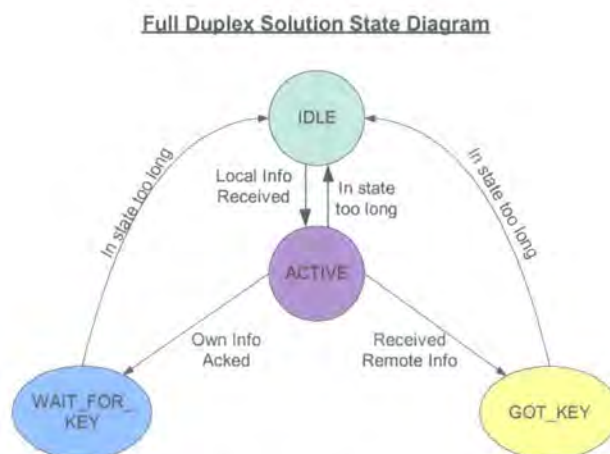 Full Duplex Solution State Diagram
IDLE
Local Info
Received
In state
too long
In state too long
In state too long
ACTIVE
Own Info
Acked
Received
Remote Info
WAIT_FOR_
KEY
GOT_KEY